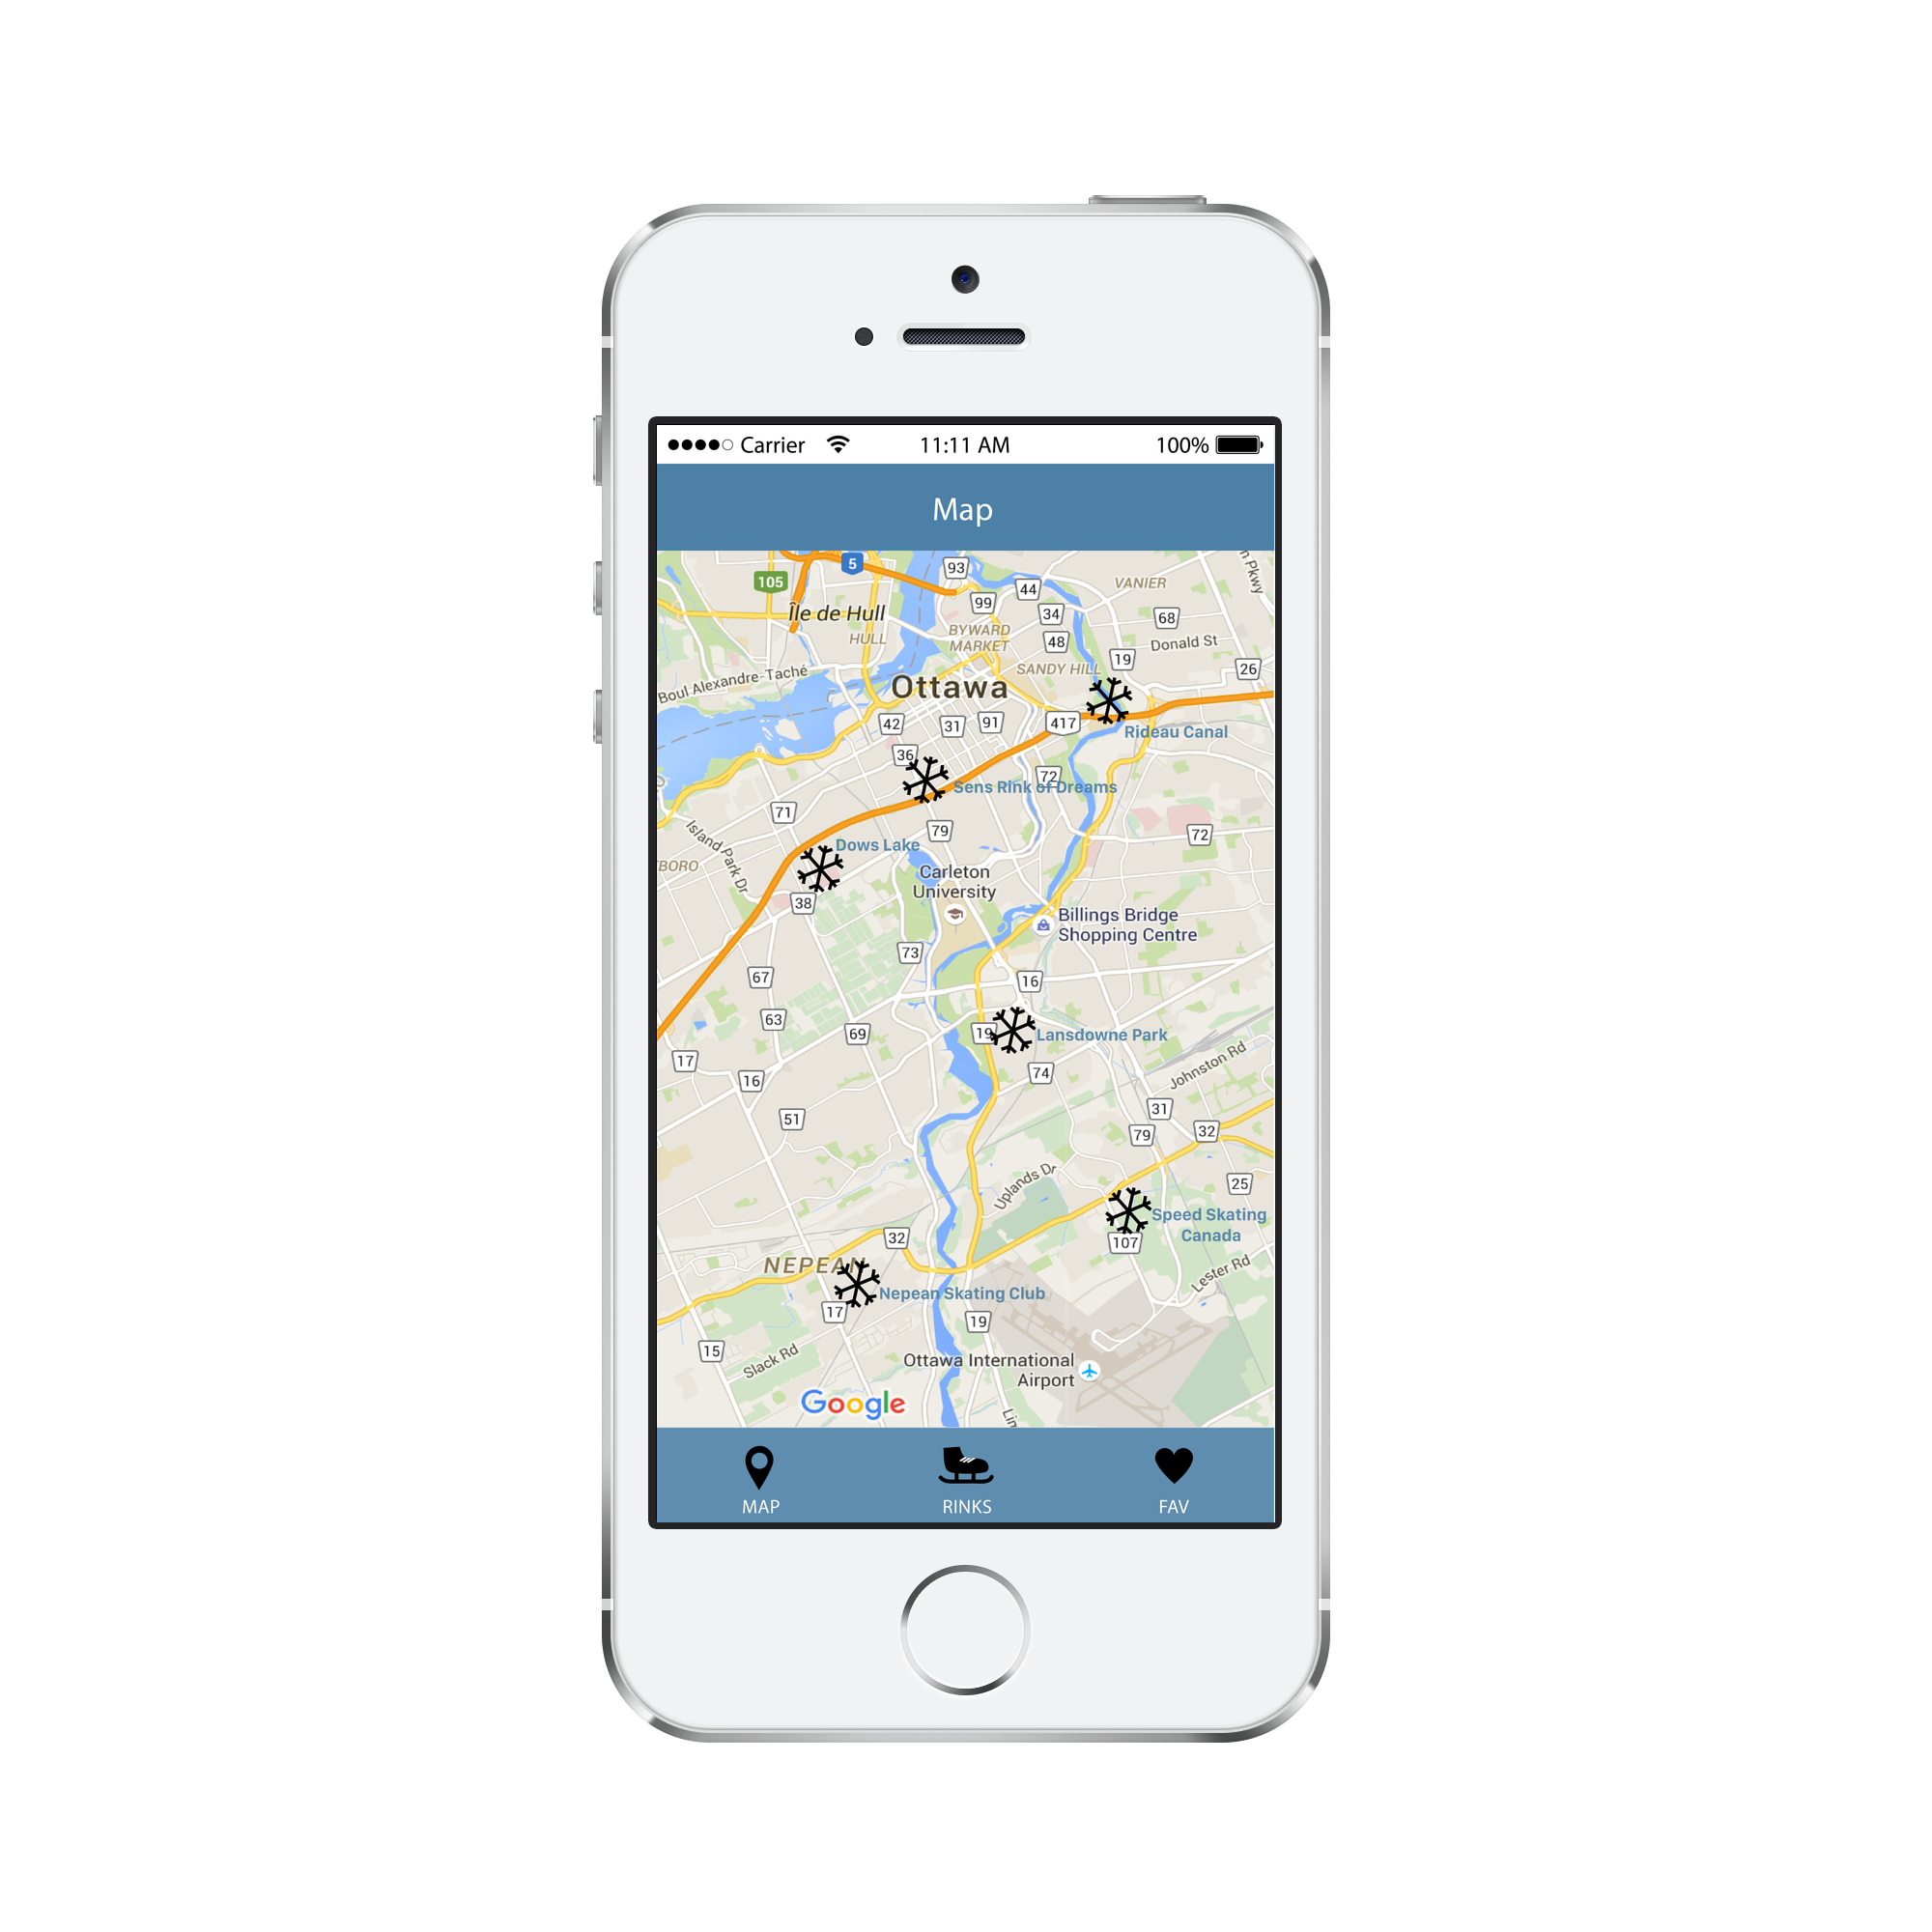 Carrier 11:11 AM 100%
Map
5
93
105
44
VANIER
n Pkwy
99
Île de Hull
34
68
HULL
BYWARD
MARKET
48
Donald St
19
SANDY HILL
26
Boul Alexandre-Taché
Ottawa
42
31
91
417
Rideau Canal
36
72
Sens Rink of Dreams
71
79
72
Island Park Dr
Dows Lake
BORO
Carleton
University
38
Billings Bridge
Shopping Centre
73
67
16
63
69
19
Lansdowne Park
17
16
74
Johnston Rd
31
51
79
32
Uplands Dr
25
Speed Skating
Canada
32
107
NEPEAN
Lester Rd
Nepean Skating Club
17
19
15
Slack Rd
Ottawa International
Airport
Google
Lin
MAP RINKS FAV